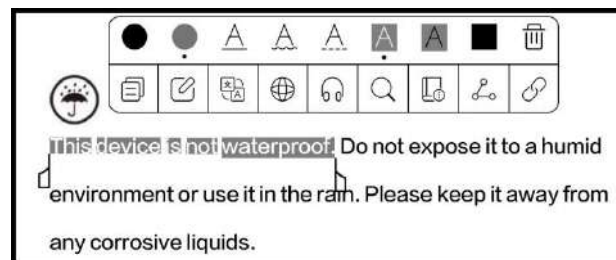 A A A A A
This device is not waterproof. Do not expose it to a humid
environment or use it in the rain. Please keep it away from
any corrosive liquids.